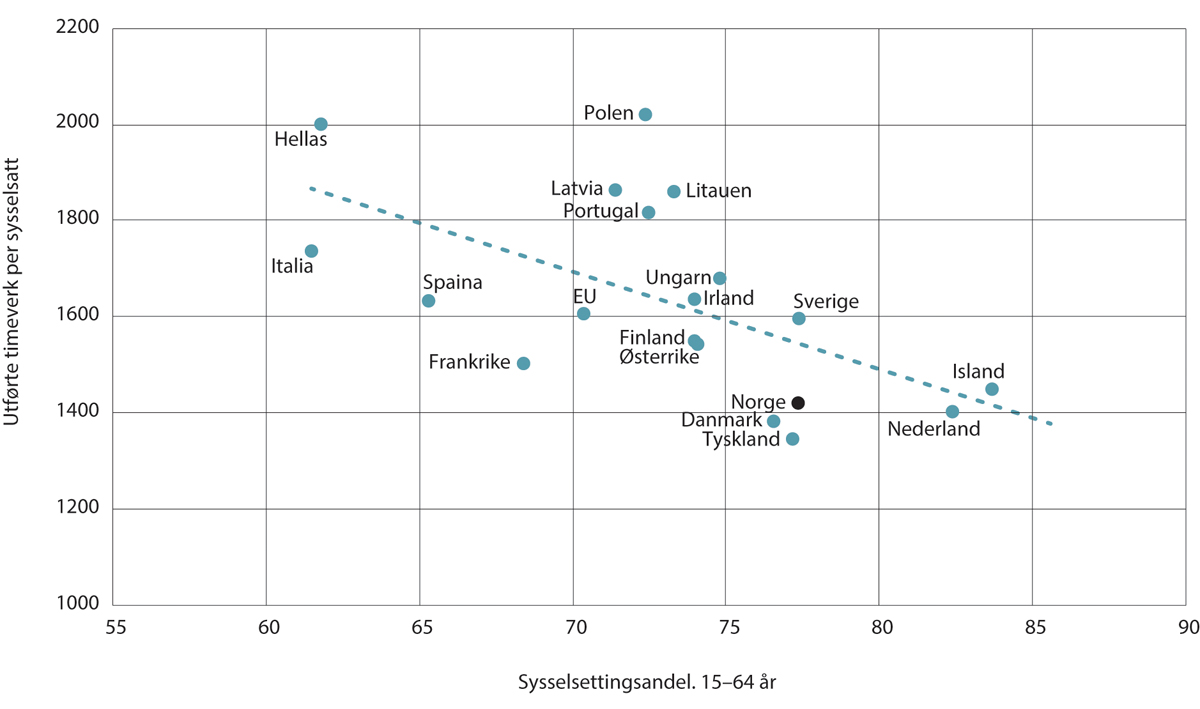 2200
2000
1800
1600
1400
1200
1000
Utførte timeverk per sysselsatt
Polen
Hellas
Latvia
Litauen
Portugal
Italia
Spaina
Ungarn
EU
Irland
Sverige
Finland
Østerrike
Frankrike
Island
Norge
Danmark
Nederland
Tyskland
55
60
65
70
75
80
85
90
Sysselsettingsandel. 15–64 år